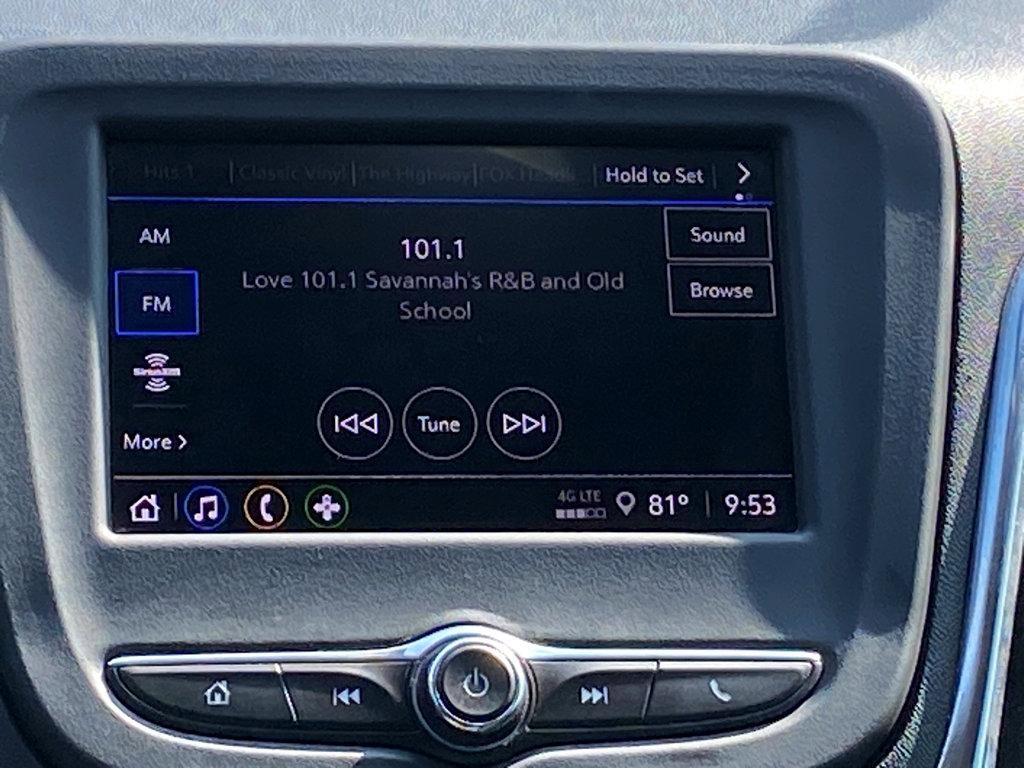 Hits 1 Classic Vinyl The Highway Hold to Set
AM
101.1
Sound
Love 101.1 Savannah's R&B and Old
School
Browse
FM
SiriusXM
Tune
More
4G LTE
81° 9:53